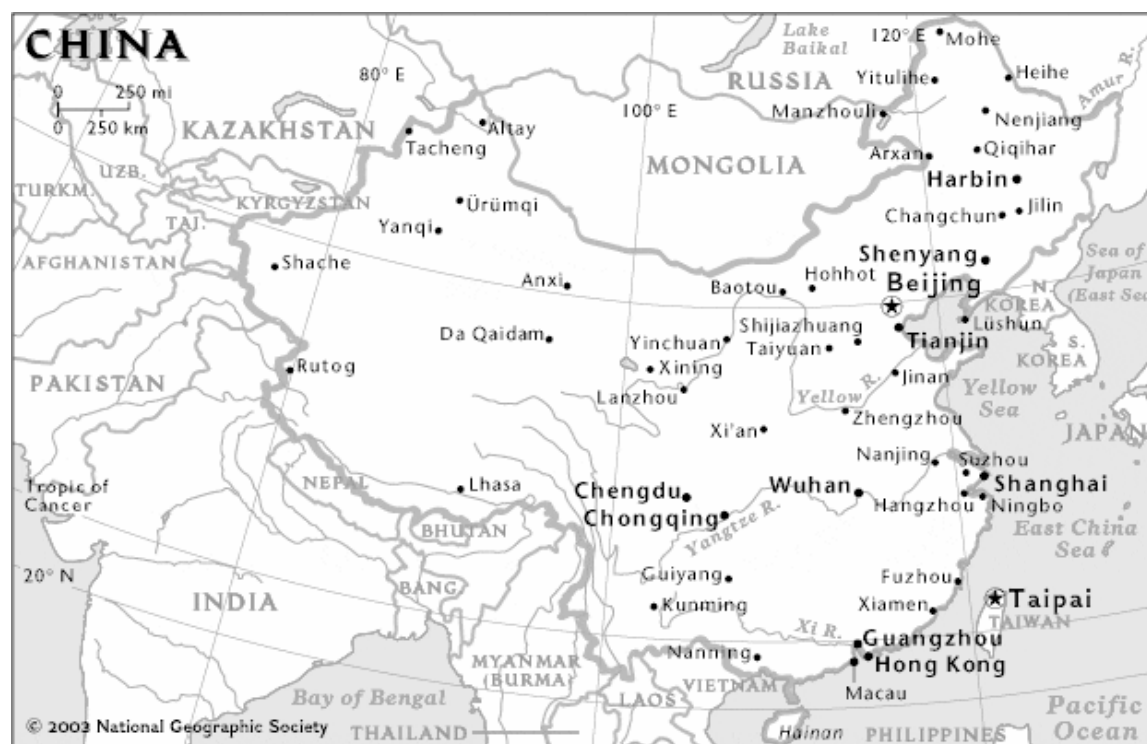 CHINA
0 250 mi
0 250 km
80° E
100° E
120° E
Lake
Baikal
Mohe
RUSSIA
Yitulihe
Heihe
Amur R.
Manzhouli
Nenjiang
KAZAKHSTAN
Altay
Tacheng
MONGOLIA
Arxan
Qiqihar
UZB.
TURKM.
KYRGYZSTAN
Harbin
Ürümqi
Changchun
Jilin
TAJ.
Yanqi
AFGHANISTAN
Shache
Shenyang
Sea of
Japan
(East Sea)
Anxi
Baotou
Hohhot
Beijing
N.
KOREA
Da Qaidam
Yinchuan
Shijiazhuang
Taiyuan
Tianjin
Lüshun
S.
KOREA
PAKISTAN
Rutog
Xining
Lanzhou
Yellow R.
Jinan
Yellow
Sea
Zhengzhou
Xi'an
JAPAN
Nanjing
Suzhou
Tropic of
Cancer
NEPAL
Lhasa
Chengdu
Wuhan
Shanghai
Chongqing
Hangzhou
Ningbo
BHUTAN
Yangtze R.
East China
Sea
20° N
BANG.
Guiyang
Fuzhou
INDIA
Kunming
Xiamen
Taipai
TAIWAN
Xi R.
Guangzhou
Nanning
Hong Kong
MYANMAR
(BURMA)
Macau
Bay of Bengal
LAOS
VIETNAM
Pacific
Ocean
© 2003 National Geographic Society
THAILAND
Hainan
PHILIPPINES